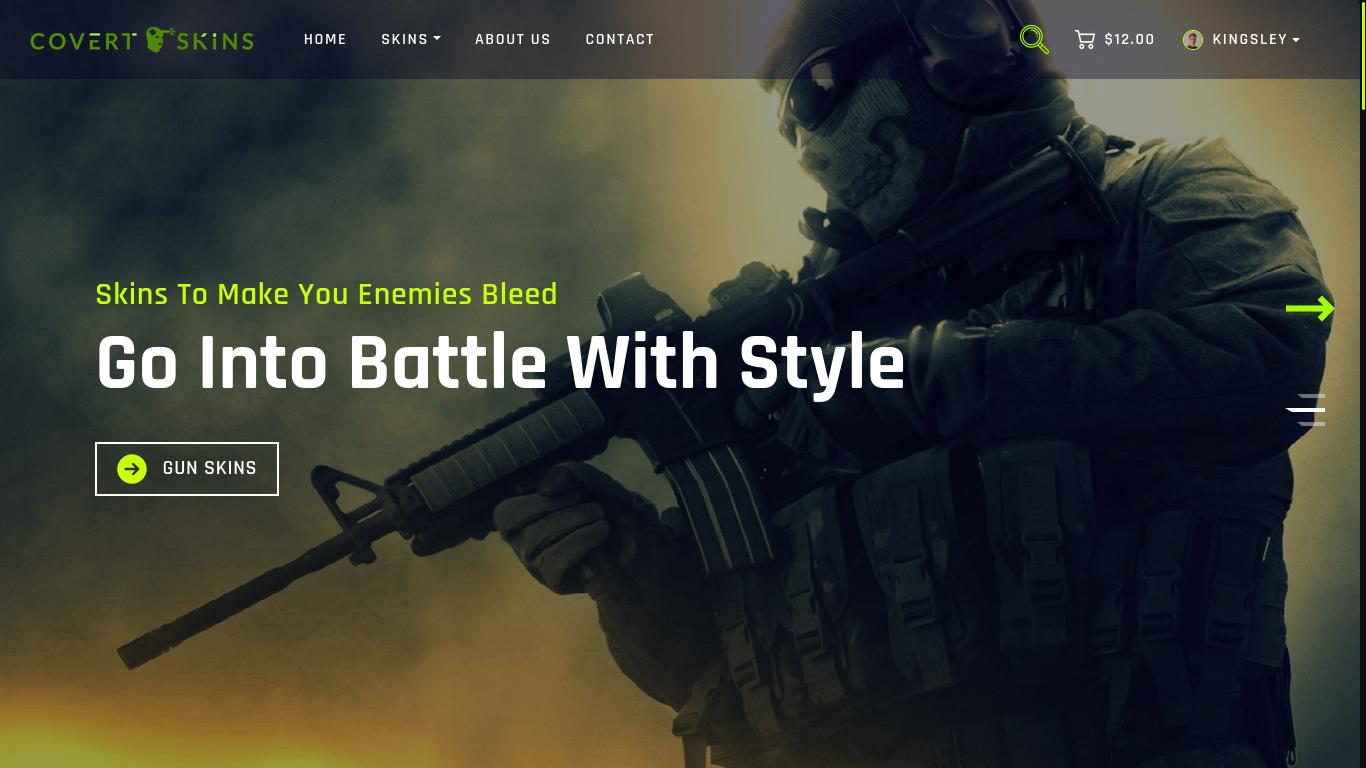 COVERT SKINS
HOME
SKINS
ABOUT US
CONTACT
$12.00
KINGSLEY
Skins To Make You Enemies Bleed
Go Into Battle With Style
GUN SKINS